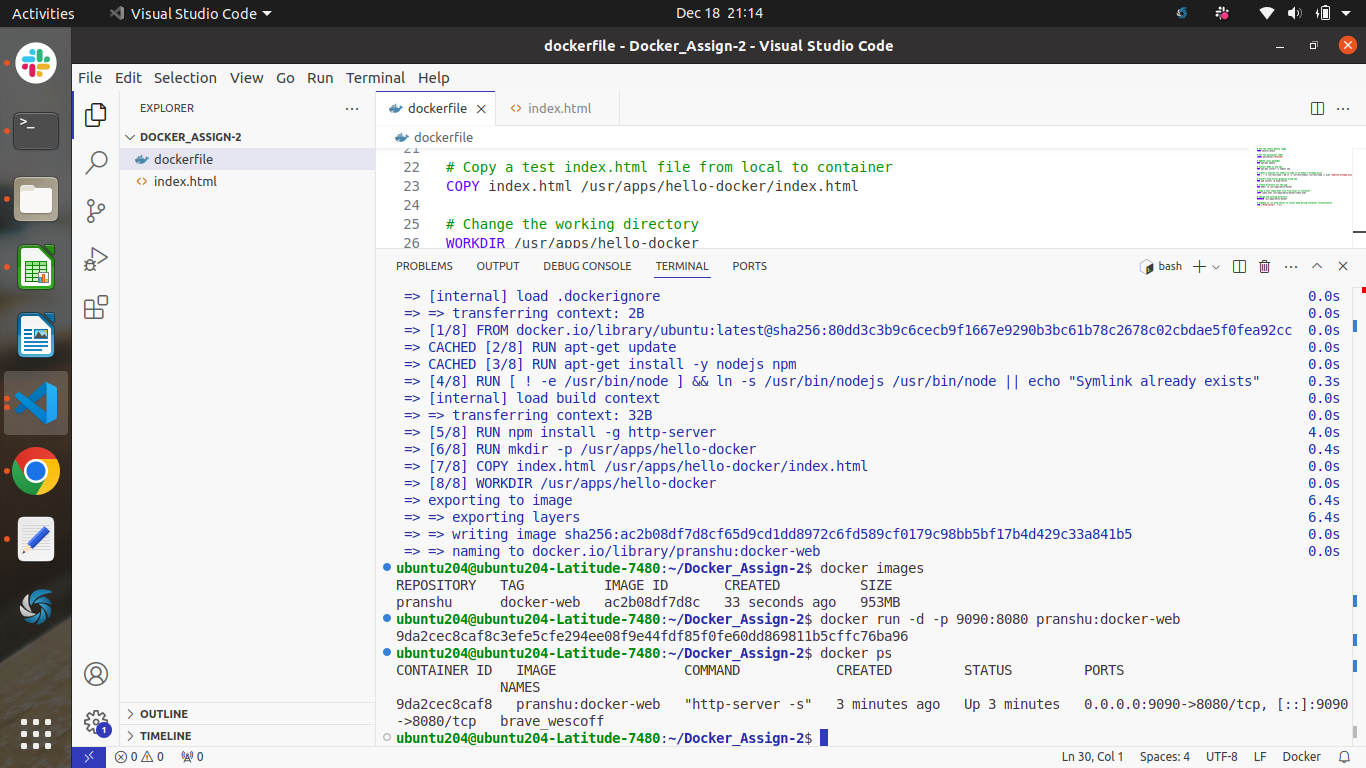 Activities
Visual Studio Code
Dec 18 21:14
dockerfile - Docker_Assign-2 - Visual Studio Code
File Edit Selection View Go Run Terminal Help
EXPLORER
DOCKER_ASSIGN-2
dockerfile
index.html
OUTLINE
TIMELINE
dockerfile
index.html
dockerfile
21
22 # Copy a test index.html file from local to container
23 COPY index.html /usr/apps/hello-docker/index.html
24
25 # Change the working directory
26 WORKDIR /usr/apps/hello-docker
PROBLEMS OUTPUT DEBUG CONSOLE TERMINAL PORTS
bash
=> [internal] load .dockerignore 0.0s
=> => transferring context: 2B 0.0s
=> [1/8] FROM docker.io/library/ubuntu:latest@sha256:80dd3c3b9c6cecb9f1667e9290b3bc61b78c2678c02cbdae5f0fea92cc 0.0s
=> CACHED [2/8] RUN apt-get update 0.0s
=> CACHED [3/8] RUN apt-get install -y nodejs npm 0.0s
=> [4/8] RUN [ ! -e /usr/bin/node ] && ln -s /usr/bin/nodejs /usr/bin/node || echo "Symlink already exists" 0.3s
=> [internal] load build context 0.0s
=> => transferring context: 32B 0.0s
=> [5/8] RUN npm install -g http-server 4.0s
=> [6/8] RUN mkdir -p /usr/apps/hello-docker 0.4s
=> [7/8] COPY index.html /usr/apps/hello-docker/index.html 0.0s
=> [8/8] WORKDIR /usr/apps/hello-docker 0.0s
=> exporting to image 6.4s
=> => exporting layers 6.4s
=> => writing image sha256:ac2b08df7d8cf65d9cd1dd8972c6fd589cf0179c98bb5bf17b4d429c33a841b5 0.0s
=> => naming to docker.io/library/pranshu:docker-web 0.0s
ubuntu204@ubuntu204-Latitude-7480:~/Docker_Assign-2$ docker images
REPOSITORY TAG IMAGE ID CREATED SIZE
pranshu docker-web ac2b08df7d8c 33 seconds ago 953MB
ubuntu204@ubuntu204-Latitude-7480:~/Docker_Assign-2$ docker run -d -p 9090:8080 pranshu:docker-web
9da2cec8caf8c3efe5cfe294ee08f9e44fdf85f0fe60dd869811b5cffc76ba96
ubuntu204@ubuntu204-Latitude-7480:~/Docker_Assign-2$ docker ps
CONTAINER ID IMAGE COMMAND CREATED STATUS PORTS
NAMES
9da2cec8caf8 pranshu:docker-web "http-server -s" 3 minutes ago Up 3 minutes 0.0.0.0:9090->8080/tcp, [::]:9090
->8080/tcp brave_wescoff
ubuntu204@ubuntu204-Latitude-7480:~/Docker_Assign-2$
1
0 0 0
Ln 30, Col 1 Spaces: 4 UTF-8 LF Docker